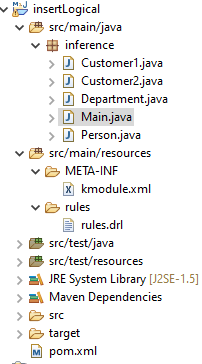 insertLogical
src/main/java
inference
Customer1.java
Customer2.java
Department.java
Main.java
Person.java
src/main/resources
META-INF
kmodule.xml
rules
rules.drl
src/test/java
src/test/resources
JRE System Library [J2SE-1.5]
Maven Dependencies
src
target
pom.xml